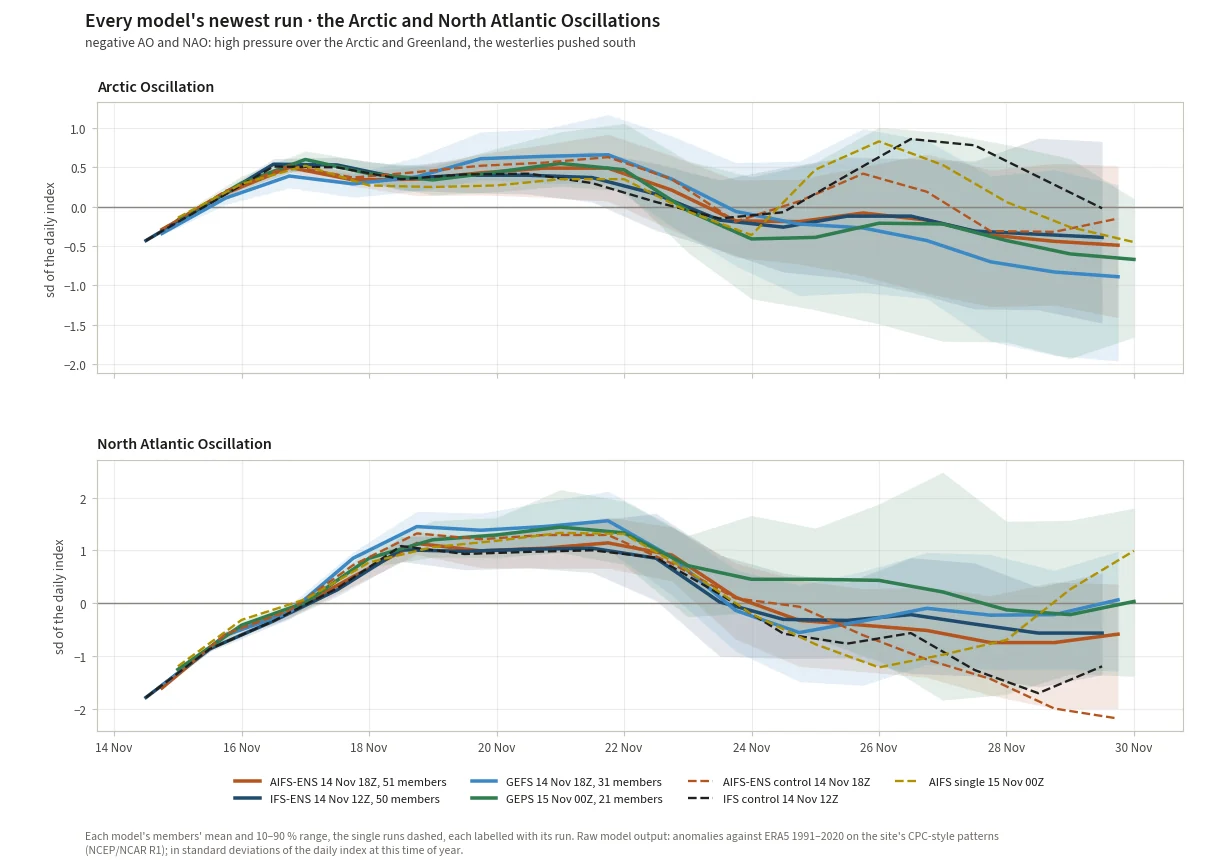 Every model's newest run · the Arctic and North Atlantic Oscillations
negative AO and NAO: high pressure over the Arctic and Greenland, the westerlies pushed south
Arctic Oscillation
sd of the daily index
1.0
0.5
0.0
−0.5
−1.0
−1.5
−2.0
North Atlantic Oscillation
sd of the daily index
2
1
0
−1
−2
14 Nov 16 Nov 18 Nov 20 Nov 22 Nov 24 Nov 26 Nov 28 Nov 30 Nov
AIFS-ENS 14 Nov 18Z, 51 members GEFS 14 Nov 18Z, 31 members AIFS-ENS control 14 Nov 18Z AIFS single 15 Nov 00Z
IFS-ENS 14 Nov 12Z, 50 members GEPS 15 Nov 00Z, 21 members IFS control 14 Nov 12Z
Each model's members' mean and 10–90 % range, the single runs dashed, each labelled with its run. Raw model output: anomalies against ERA5 1991–2020 on the site's CPC-style patterns
(NCEP/NCAR R1); in standard deviations of the daily index at this time of year.